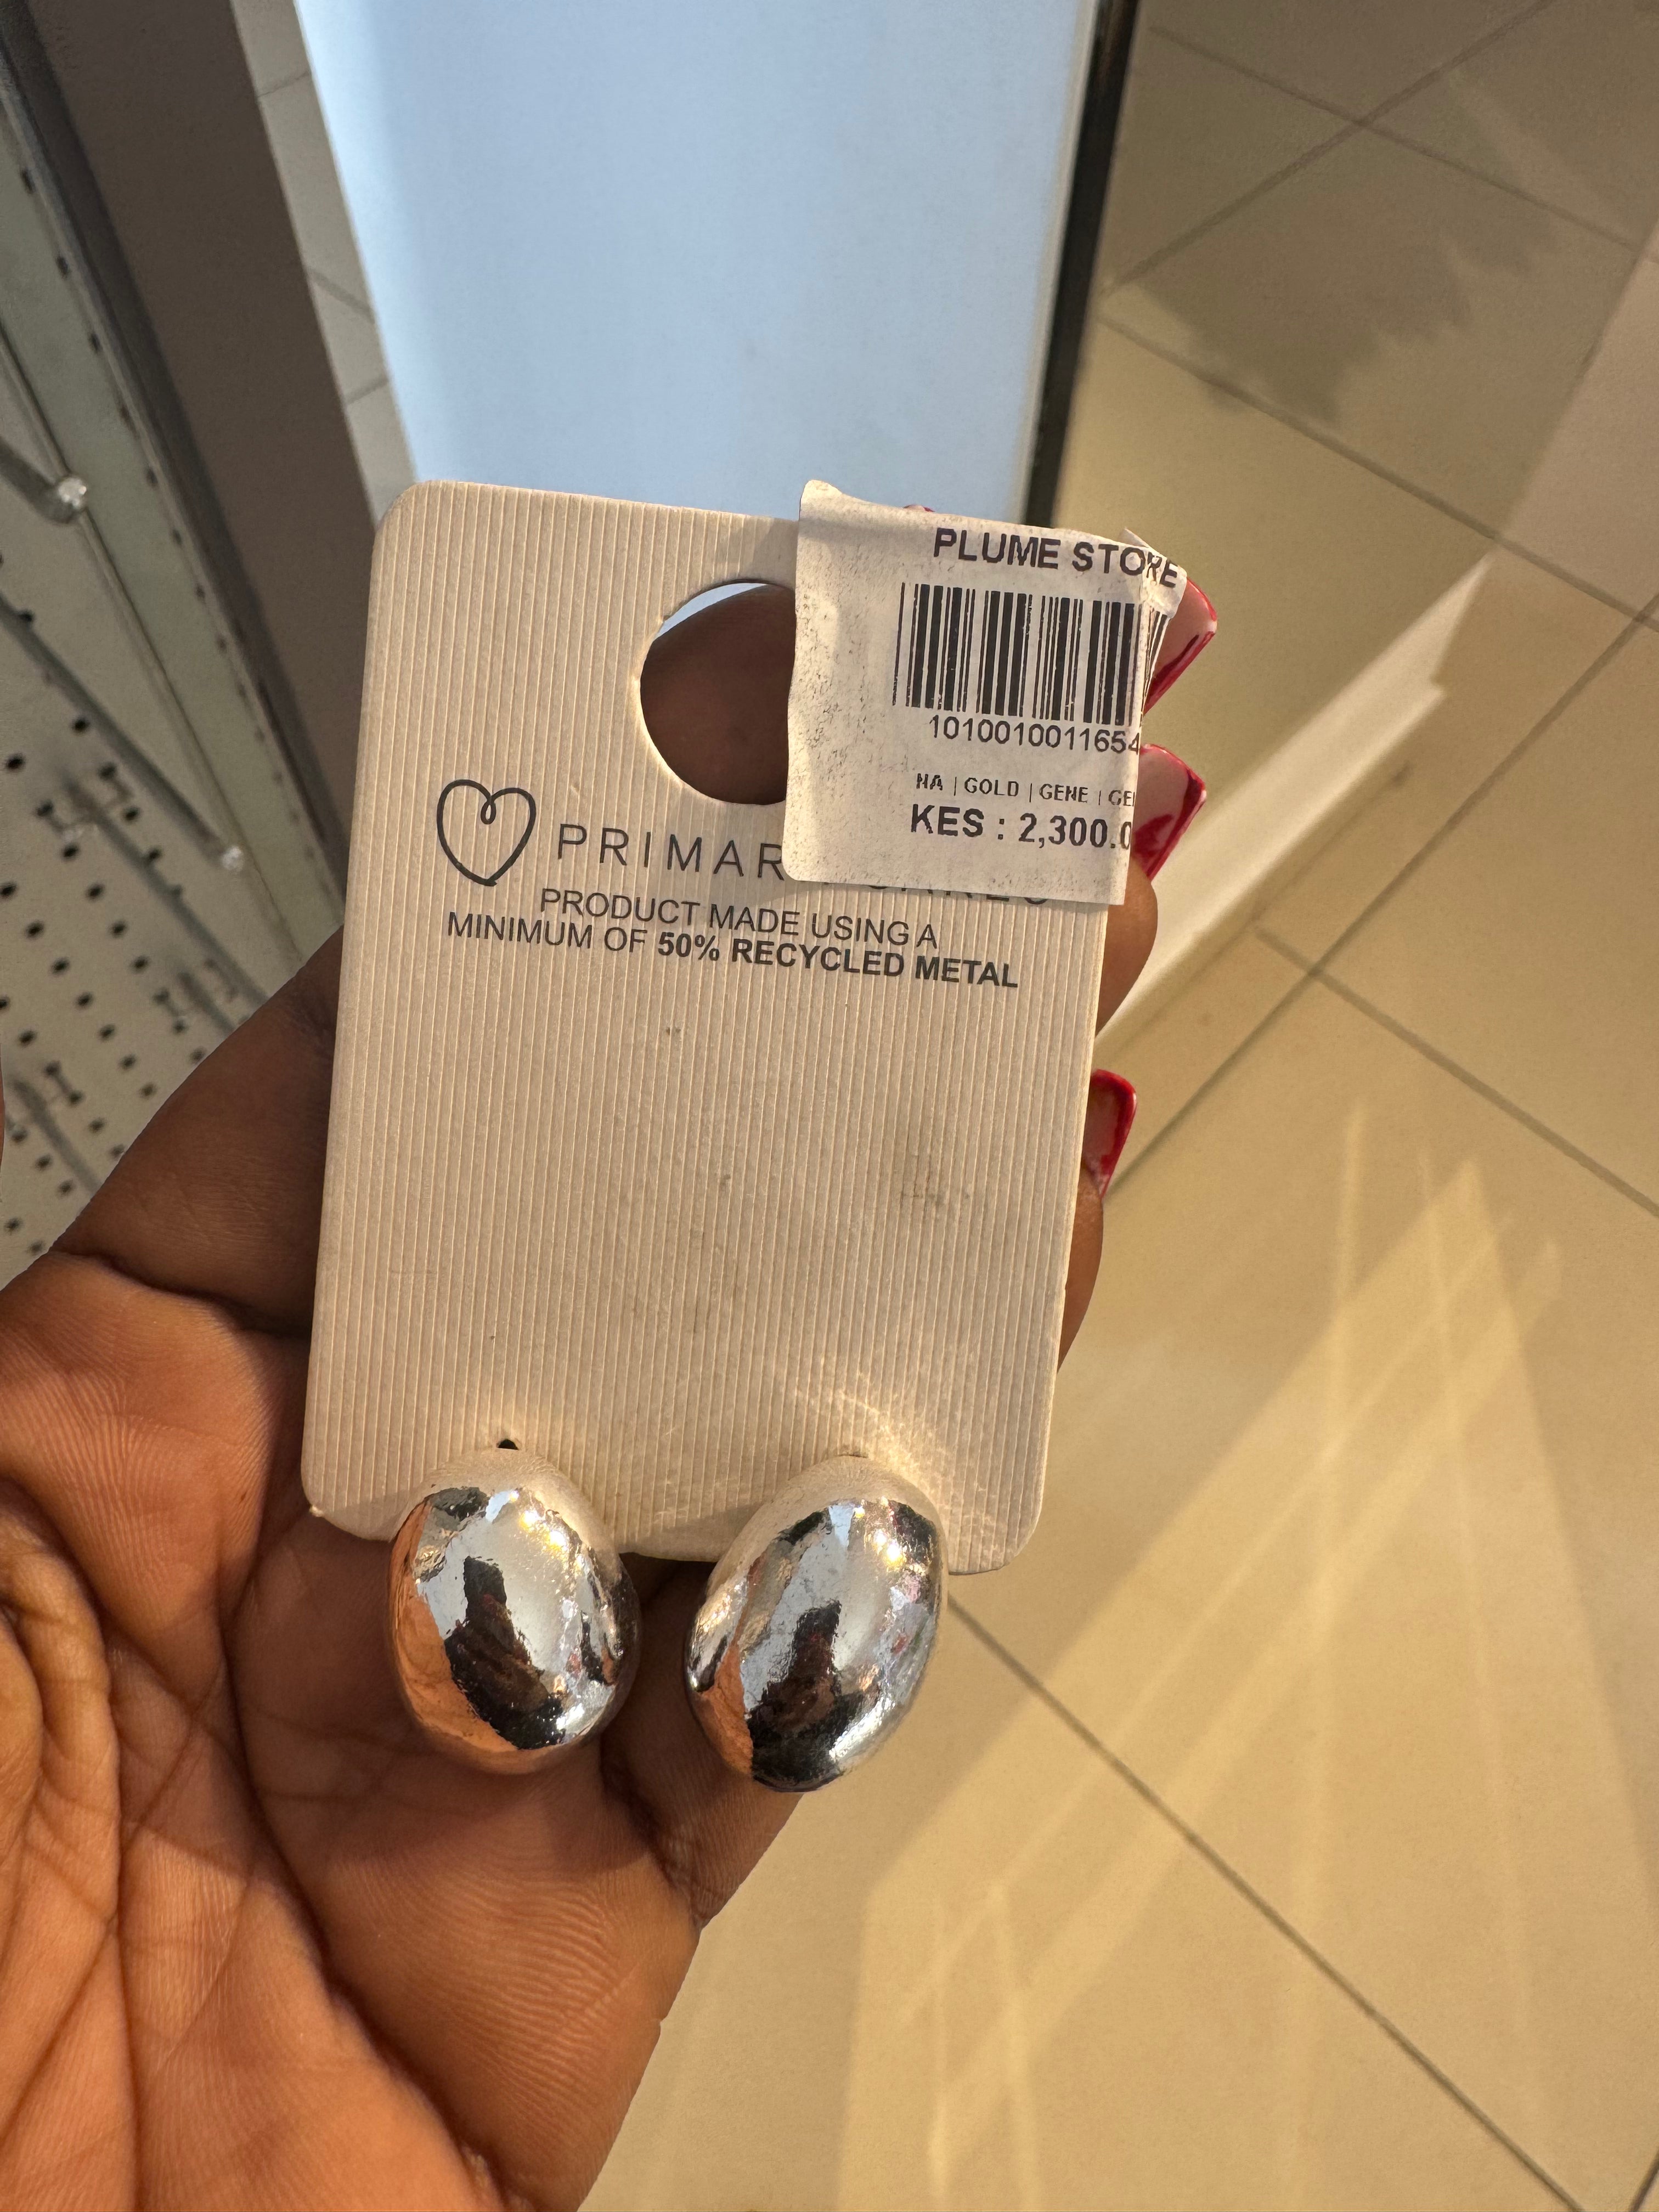 PLUME STORE
1010010011654
NA | GOLD | GENE | GE
KES : 2,300.0
PRIMAR
PRODUCT MADE USING A
MINIMUM OF 50% RECYCLED METAL